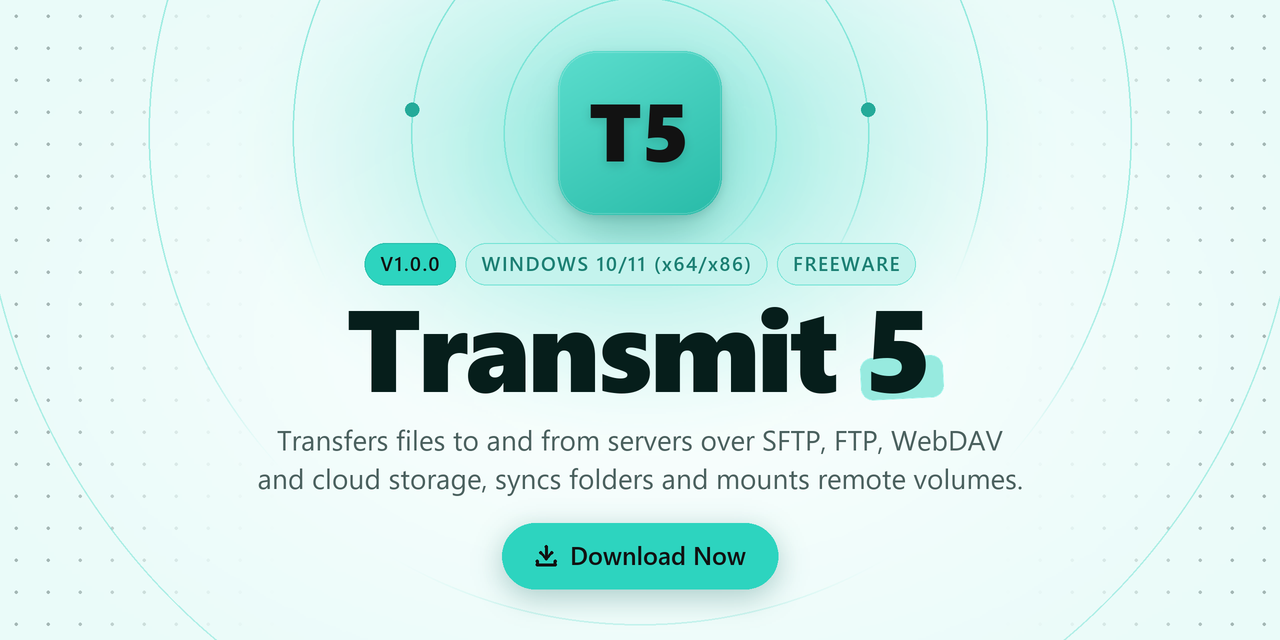 T5
V1.0.0
WINDOWS 10/11 (x64/x86)
FREEWARE
Transmit 5
Transfers files to and from servers over SFTP, FTP, WebDAV
and cloud storage, syncs folders and mounts remote volumes.
Download Now